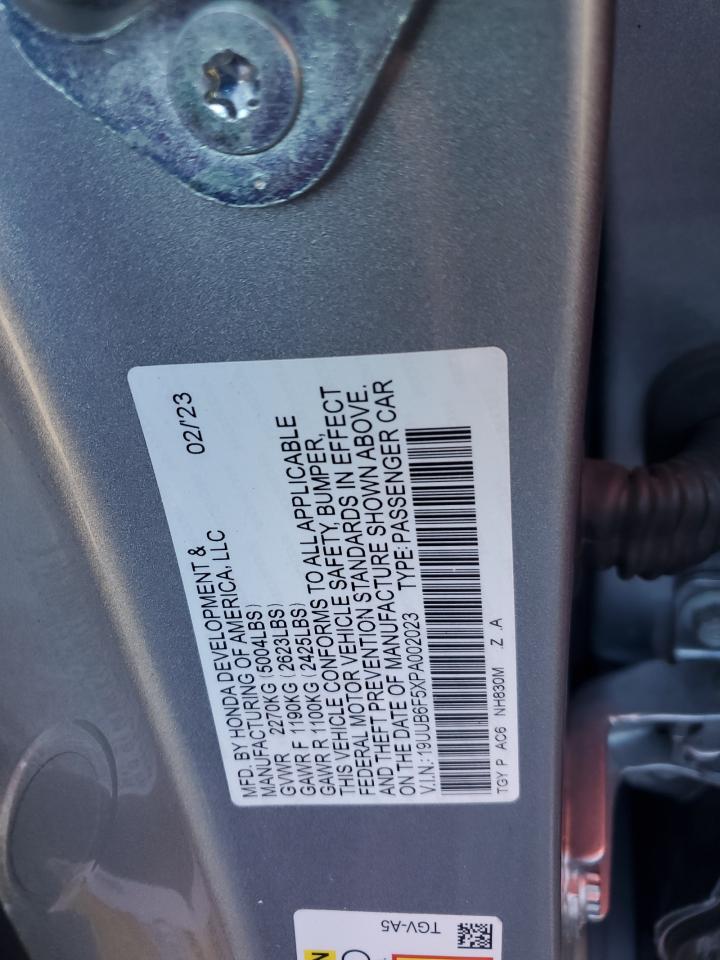 MFD. BY HONDA DEVELOPMENT & 02/'23
MANUFACTURING OF AMERICA, LLC
GVWR 2270KG (5004LBS)
GAWR F 1190KG (2623LBS)
GAWR R 1100KG (2425LBS)
THIS VEHICLE CONFORMS TO ALL APPLICABLE
FEDERAL MOTOR VEHICLE SAFETY, BUMPER,
AND THEFT PREVENTION STANDARDS IN EFFECT
ON THE DATE OF MANUFACTURE SHOWN ABOVE.
V.I.N.: 19UUB6F5XPA002023 TYPE: PASSENGER CAR
TGY P AC6 NH830M Z A
TGV-A5